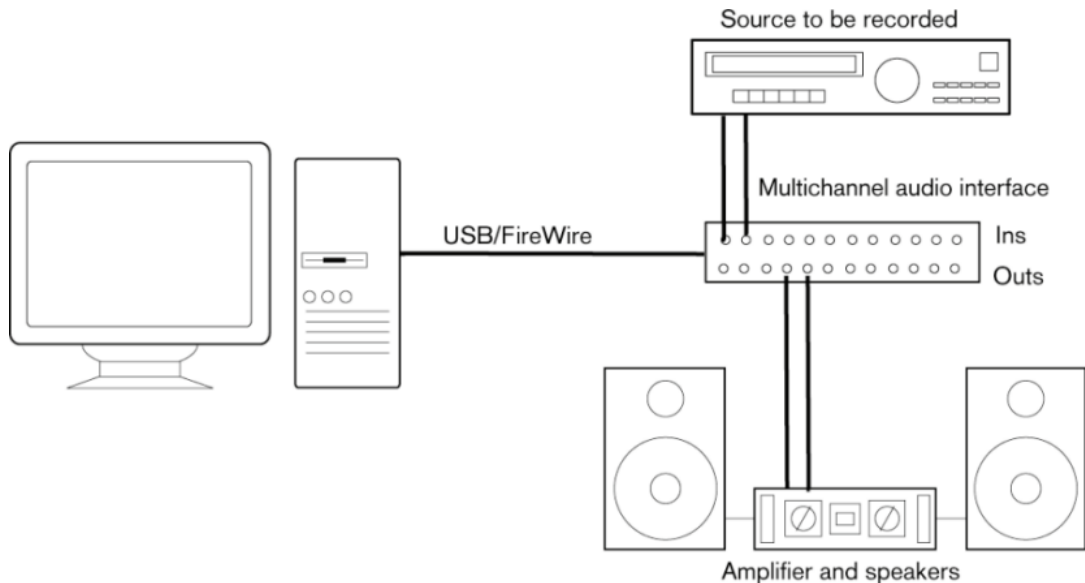 Source to be recorded
Multichannel audio interface
USB/FireWire
Ins
Outs
Amplifier and speakers